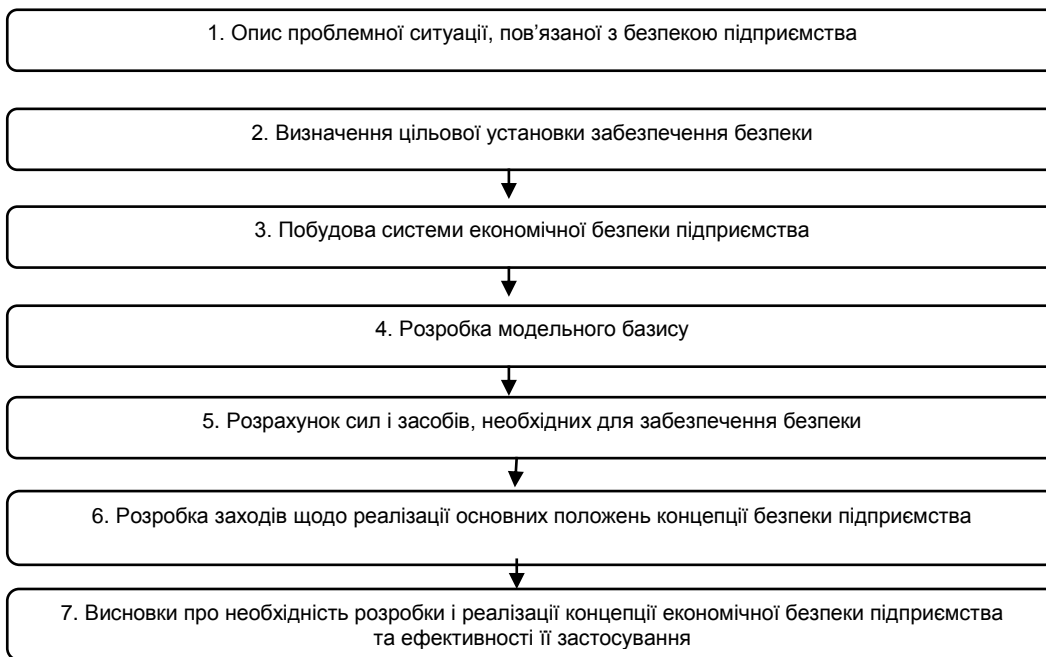 1. Опис проблемної ситуації, пов’язаної з безпекою підприємства
2. Визначення цільової установки забезпечення безпеки
3. Побудова системи економічної безпеки підприємства
4. Розробка модельного базису
5. Розрахунок сил і засобів, необхідних для забезпечення безпеки
6. Розробка заходів щодо реалізації основних положень концепції безпеки підприємства
7. Висновки про необхідність розробки і реалізації концепції економічної безпеки підприємства
та ефективності її застосування